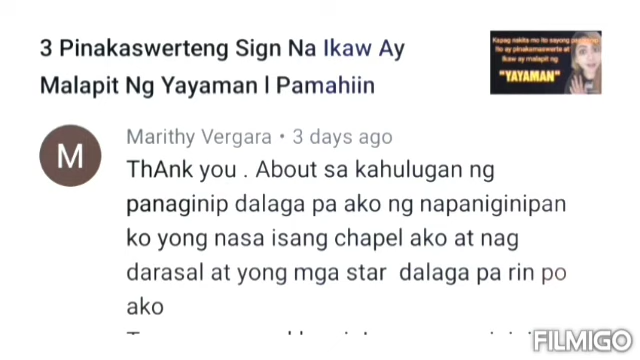 3 Pinakaswerteng Sign Na Ikaw Ay
Malapit Ng Yayaman l Pamahiin
Kapag nakita mo ito sayong panaginip
Ito ay pinakamaswerte at
Ikaw ay malapit ng
"YAYAMAN"
M
Marithy Vergara • 3 days ago
ThAnk you . About sa kahulugan ng
panaginip dalaga pa ako ng napaniginipan
ko yong nasa isang chapel ako at nag
darasal at yong mga star dalaga pa rin po
ako
FILMIGO